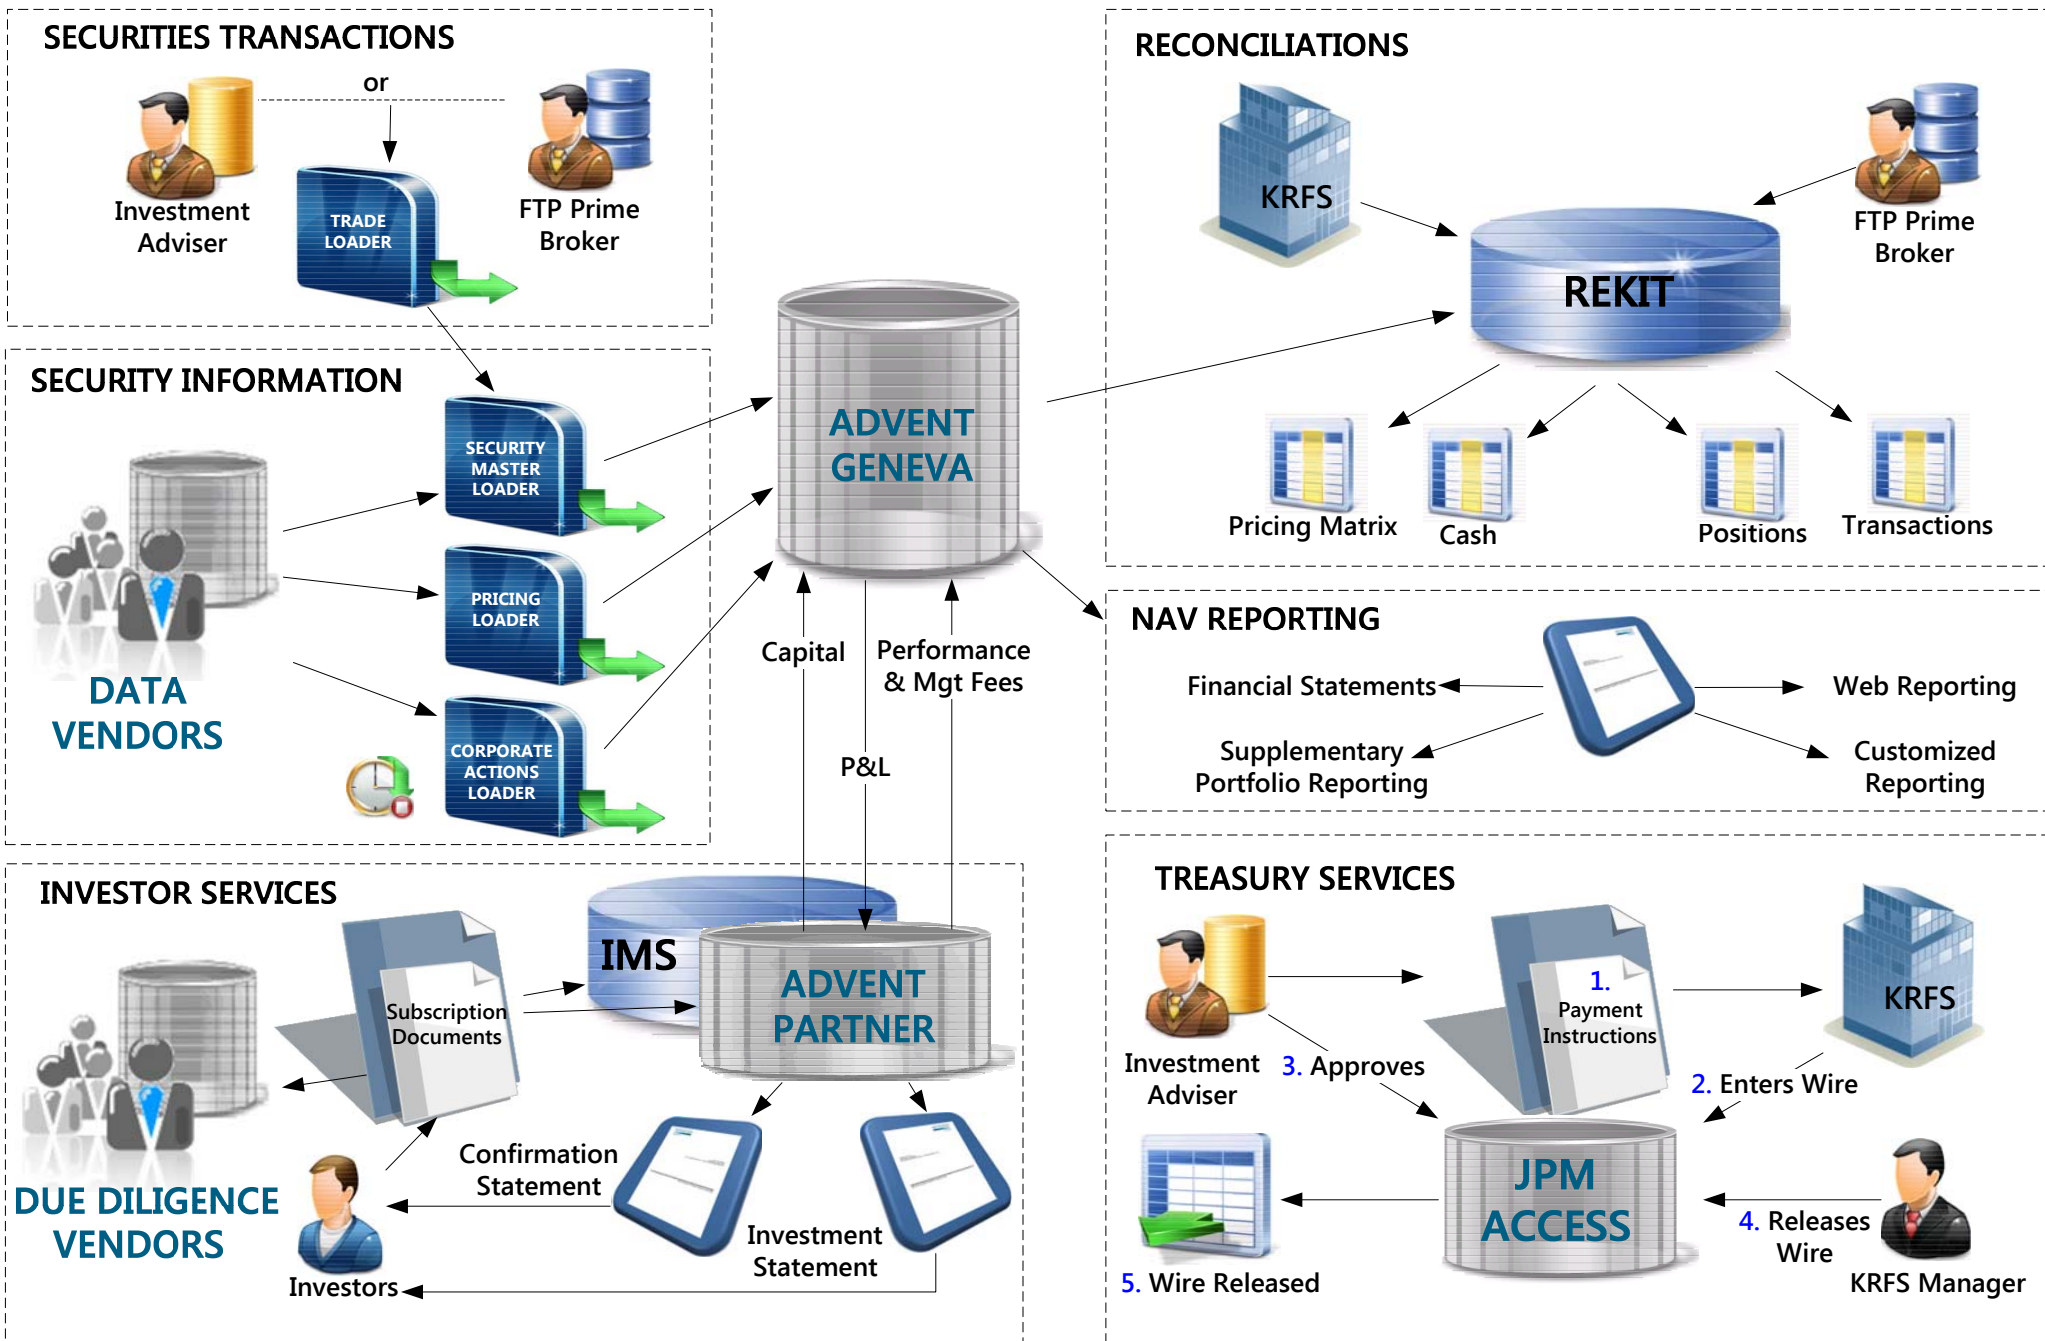 SECURITIES TRANSACTIONS
or
Investment
Adviser
TRADE
LOADER
FTP Prime
Broker
SECURITY INFORMATION
DATA
VENDORS
SECURITY
MASTER
LOADER
PRICING
LOADER
CORPORATE
ACTIONS
LOADER
ADVENT
GENEVA
Capital
Performance
& Mgt Fees
P&L
INVESTOR SERVICES
Subscription
Documents
IMS
ADVENT
PARTNER
DUE DILIGENCE
VENDORS
Confirmation
Statement
Investment
Statement
Investors
RECONCILIATIONS
KRFS
FTP Prime
Broker
REKIT
Pricing Matrix
Cash
Positions
Transactions
NAV REPORTING
Financial Statements
Web Reporting
Supplementary
Portfolio Reporting
Customized
Reporting
TREASURY SERVICES
Investment
Adviser
1.
Payment
Instructions
KRFS
3. Approves
2. Enters Wire
JPM
ACCESS
4. Releases
Wire
5. Wire Released
KRFS Manager